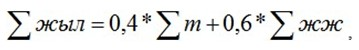 ∑ жыл = 0,4 * ∑ т + 0,6 * ∑ жж ,